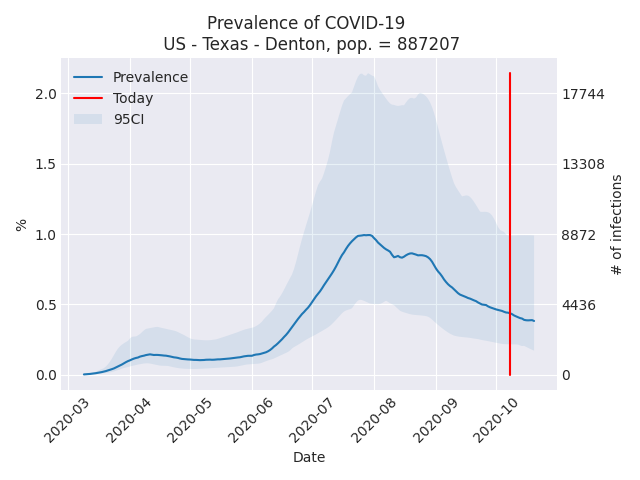 Prevalence of COVID-19
US - Texas - Denton, pop. = 887207
Prevalence
Today
95CI
2.0
1.5
1.0
0.5
0.0
%
17744
13308
8872
4436
0
# of infections
2020-03
2020-04
2020-05
2020-06
2020-07
2020-08
2020-09
2020-10
Date